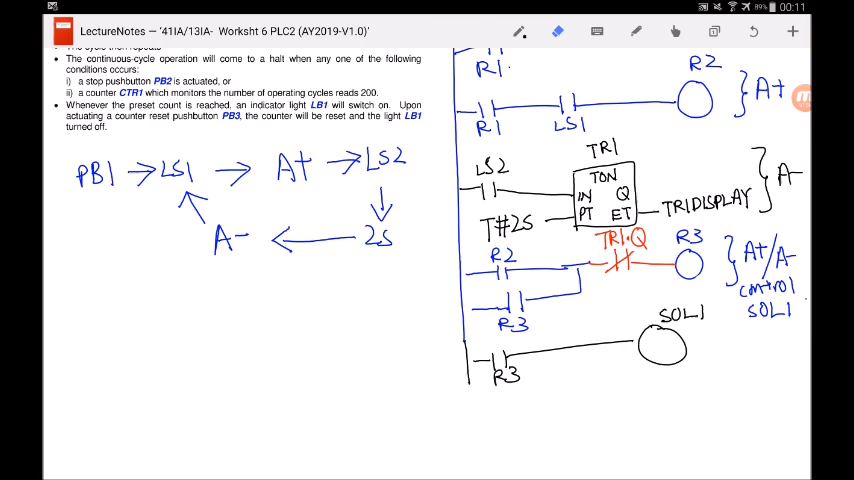 00:11
89%
LectureNotes — '41IA/13IA- Worksht 6 PLC2 (AY2019-V1.0)
The cycle then repeats
• The continuous-cycle operation will come to a halt when any one of the following
conditions occurs:
i) a stop pushbutton PB2 is actuated, or
ii) a counter CTR1 which monitors the number of operating cycles reads 200.
• Whenever the preset count is reached, an indicator light LB1 will switch on. Upon
actuating a counter reset pushbutton PB3, the counter will be reset and the light LB1
turned off.
PB1 → LS1 → A+ → LS2
A- ← 2S
R1
R2
R1 LS1 A+
TR1
LS2 TON
IN Q
T#2S PT ET TR1DISPLAY A-
TR1.Q R3
R2 A+/A-
control
SOL1
R3
SOL1
R3